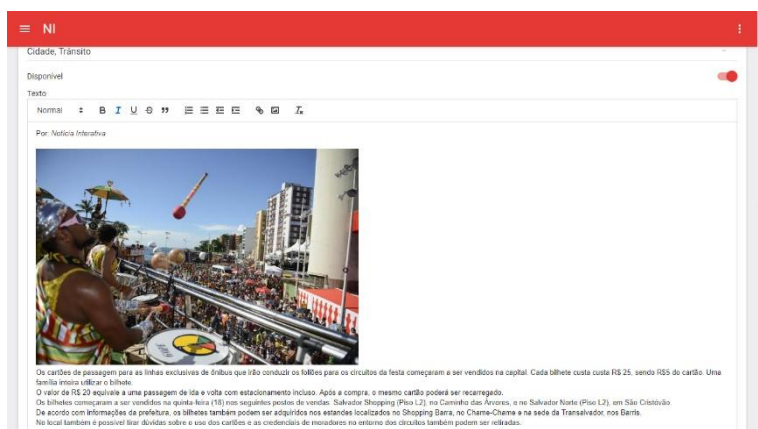 NI
Cidade, Trânsito
Disponível
Texto
Normal B I U S
Por: Notícia Interativa
Os cartões de passagem para as linhas exclusivas de ônibus que irão conduzir os foliões para os circuitos da festa começaram a ser vendidos na capital. Cada bilhete custa custa R$ 25, sendo R$5 do cartão. Uma
família inteira utilizar o bilhete.
O valor de R$ 20 equivale a uma passagem de ida e volta com estacionamento incluso. Após a compra, o mesmo cartão poderá ser recarregado.
Os bilhetes começaram a ser vendidos na quinta-feira (18) nos seguintes postos de vendas: Salvador Shopping (Piso L2), no Caminho das Árvores, e no Salvador Norte (Piso L2), em São Cristóvão.
De acordo com informações da prefeitura, os bilhetes também podem ser adquiridos nos estandes localizados no Shopping Barra, no Chame-Chame e na sede da Transalvador, nos Barris.
No local também é possível tirar dúvidas sobre o uso dos cartões e as credenciais de moradores no entorno dos circuitos também podem ser retiradas.